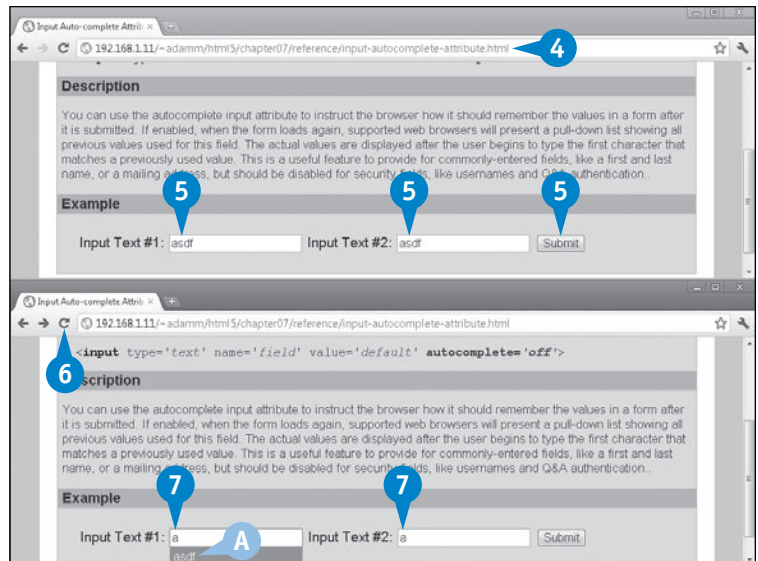 Input Auto-complete Attrib ×
192.168.1.11/~adamm/html5/chapter07/reference/input-autocomplete-attribute.html
4
Description
You can use the autocomplete input attribute to instruct the browser how it should remember the values in a form after
it is submitted. If enabled, when the form loads again, supported web browsers will present a pull-down list showing all
previous values used for this field. The actual values are displayed after the user begins to type the first character that
matches a previously used value. This is a useful feature to provide for commonly-entered fields, like a first and last
name, or a mailing address, but should be disabled for security fields, like usernames and Q&A authentication..
5 5 5
Example
Input Text #1: asdf Input Text #2: asdf Submit
Input Auto-complete Attrib ×
192.168.1.11/~adamm/html5/chapter07/reference/input-autocomplete-attribute.html
<input type='text' name='field' value='default' autocomplete='off'>
6
scription
You can use the autocomplete input attribute to instruct the browser how it should remember the values in a form after
it is submitted. If enabled, when the form loads again, supported web browsers will present a pull-down list showing all
previous values used for this field. The actual values are displayed after the user begins to type the first character that
matches a previously used value. This is a useful feature to provide for commonly-entered fields, like a first and last
name, or a mailing address, but should be disabled for security fields, like usernames and Q&A authentication..
7 7
Example
Input Text #1: a Input Text #2: a Submit
asdf A